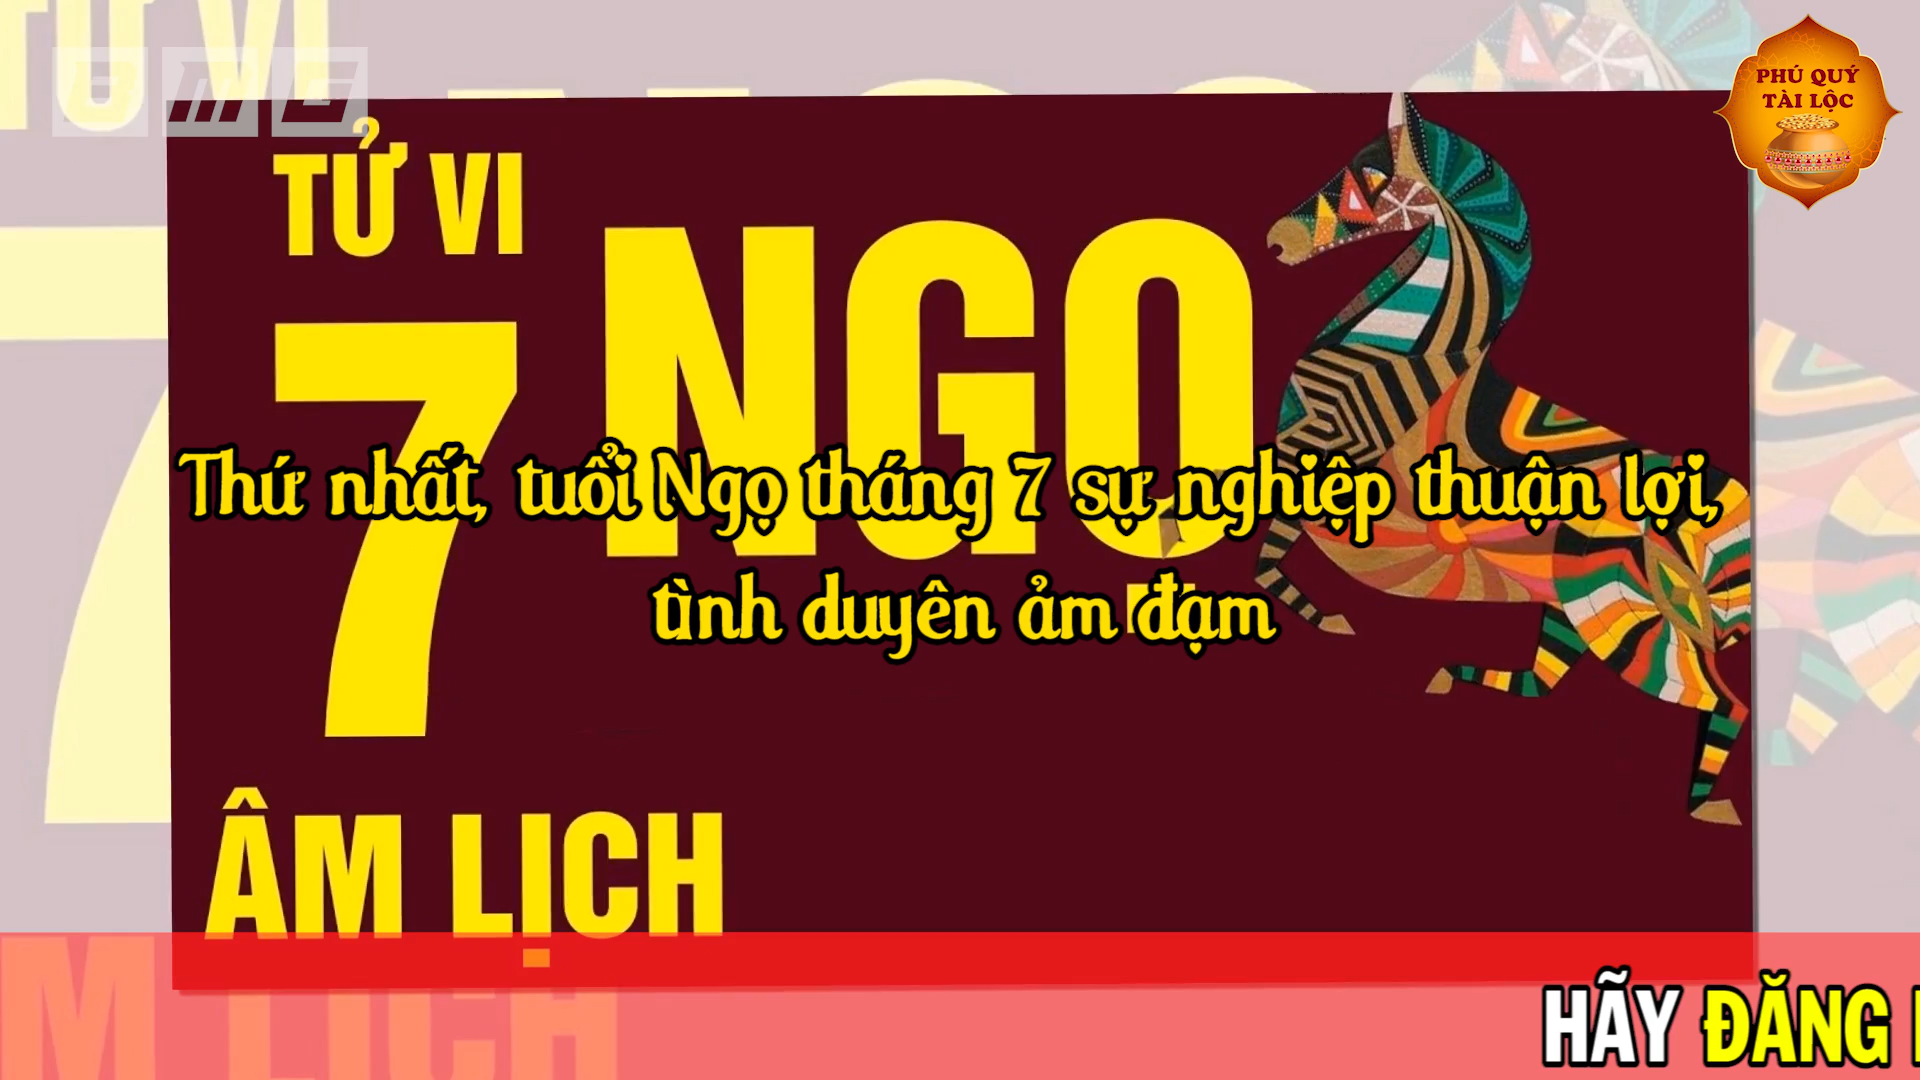 BMG
PHÚ QUÝ
TÀI LỘC
TỬ VI
7
NGỌ
ÂM LỊCH
Thứ nhất, tuổi Ngọ tháng 7 sự nghiệp thuận lợi,
tình duyên ảm đạm
HÃY ĐĂNG